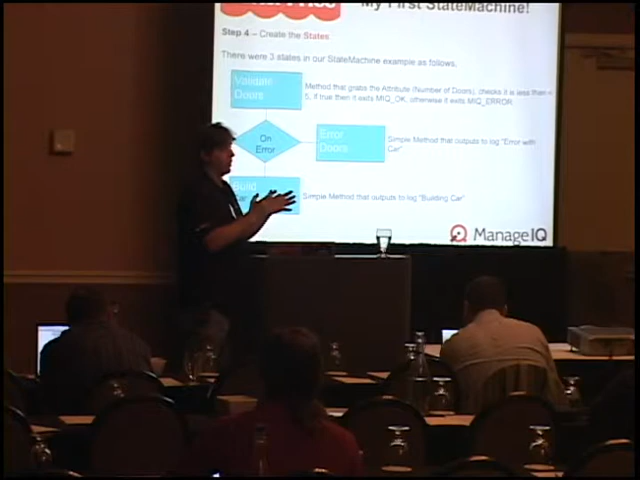 My First StateMachine!
Step 4 – Create the States
There were 3 states in our StateMachine example as follows.
Validate
Doors
Method that grabs the Attribute (Number of Doors), checks it is less than <
5, if true then it exits MIQ_OK, otherwise it exits MIQ_ERROR.
On
Error
Error
Doors
Simple Method that outputs to log "Error with
Car"
Build
Car
Simple Method that outputs to log "Building Car"
ManageIQ